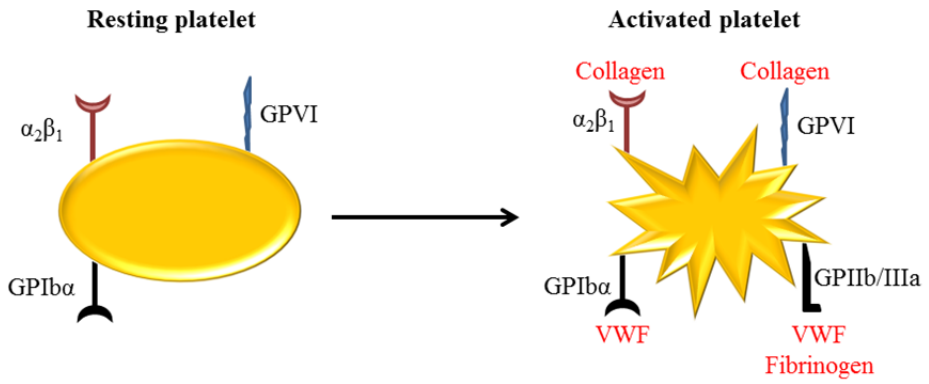 Resting platelet
α₂β₁
GPVI
GPIbα
Activated platelet
Collagen
Collagen
α₂β₁
GPVI
GPIbα
GPIIb/IIIa
VWF
VWF
Fibrinogen